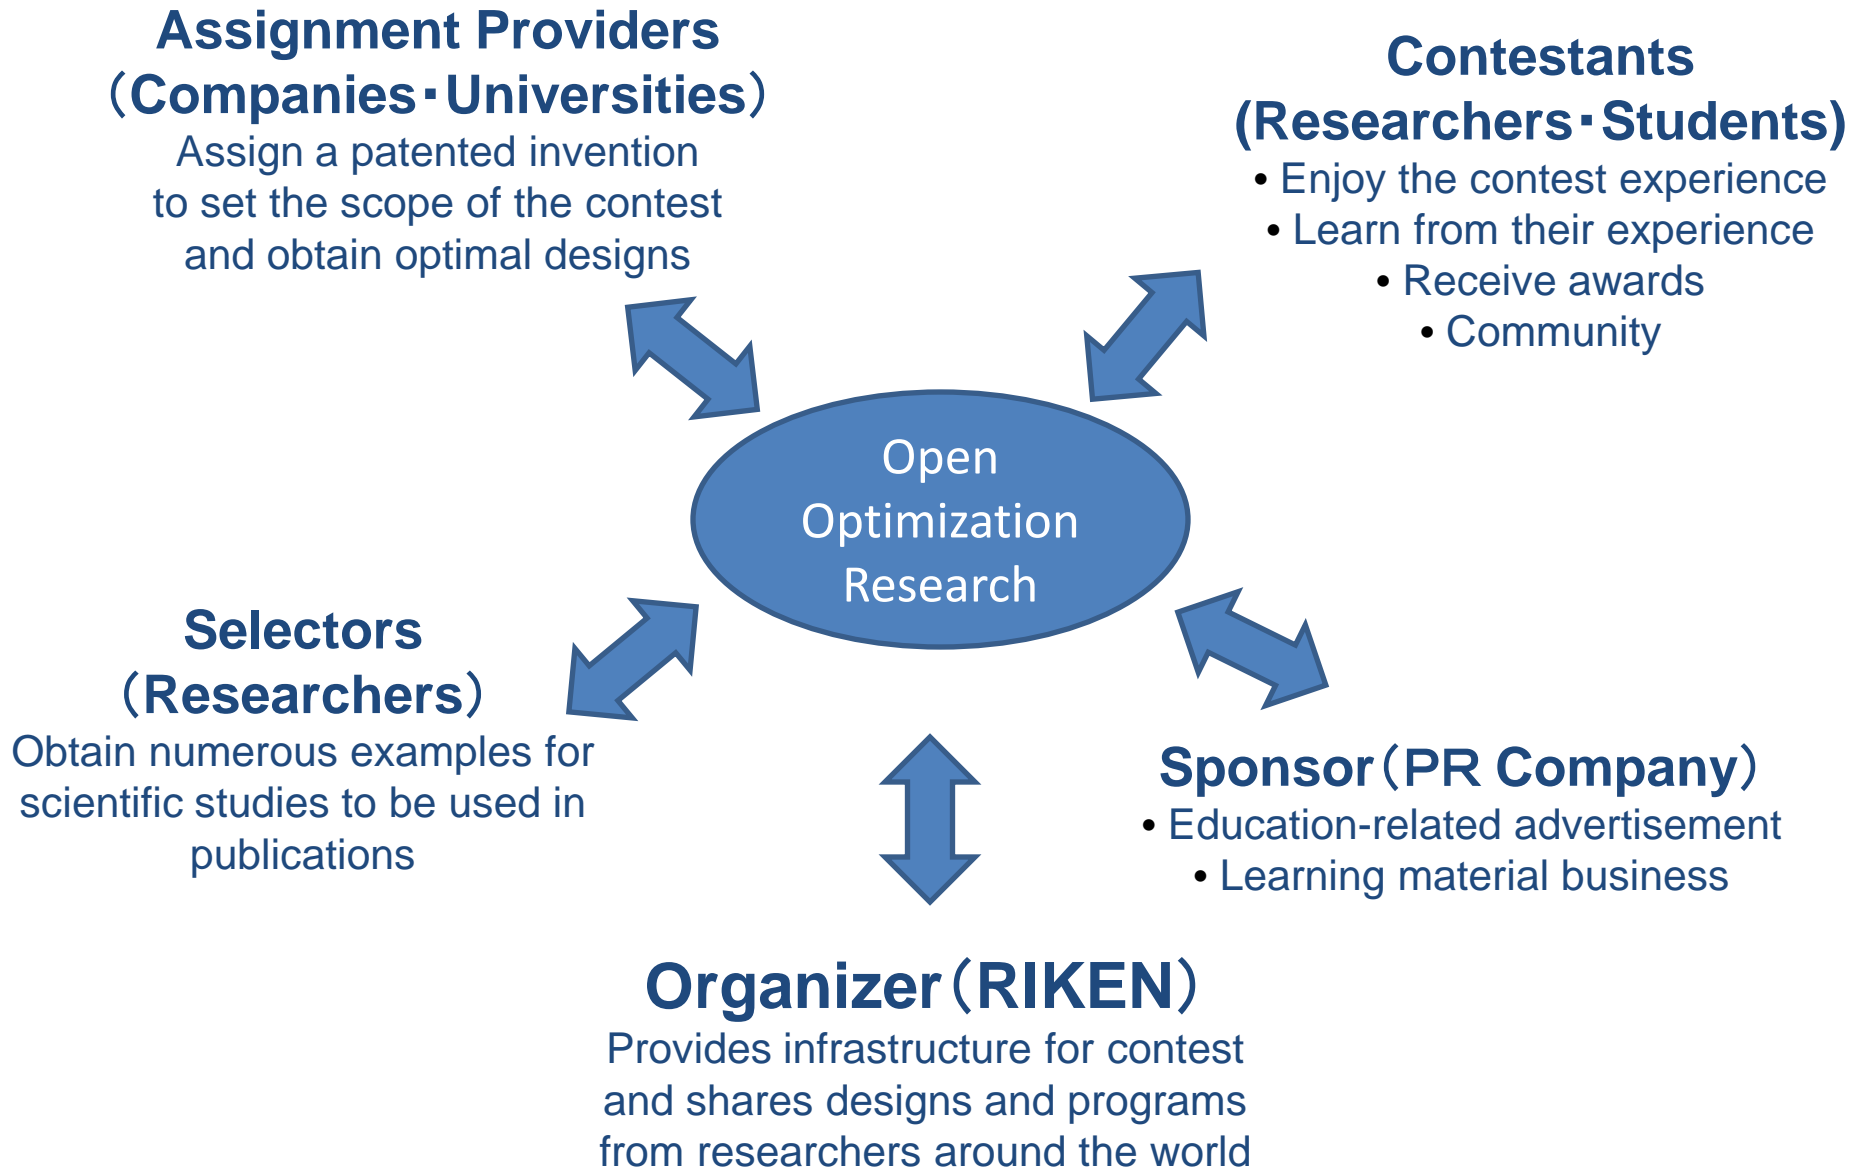 Assignment Providers
（Companies・Universities）
Assign a patented invention
to set the scope of the contest
and obtain optimal designs
Contestants
(Researchers・Students)
• Enjoy the contest experience
• Learn from their experience
• Receive awards
• Community
Open
Optimization
Research
Selectors
（Researchers）
Obtain numerous examples for
scientific studies to be used in
publications
Sponsor（PR Company）
• Education-related advertisement
• Learning material business
Organizer（RIKEN）
Provides infrastructure for contest
and shares designs and programs
from researchers around the world